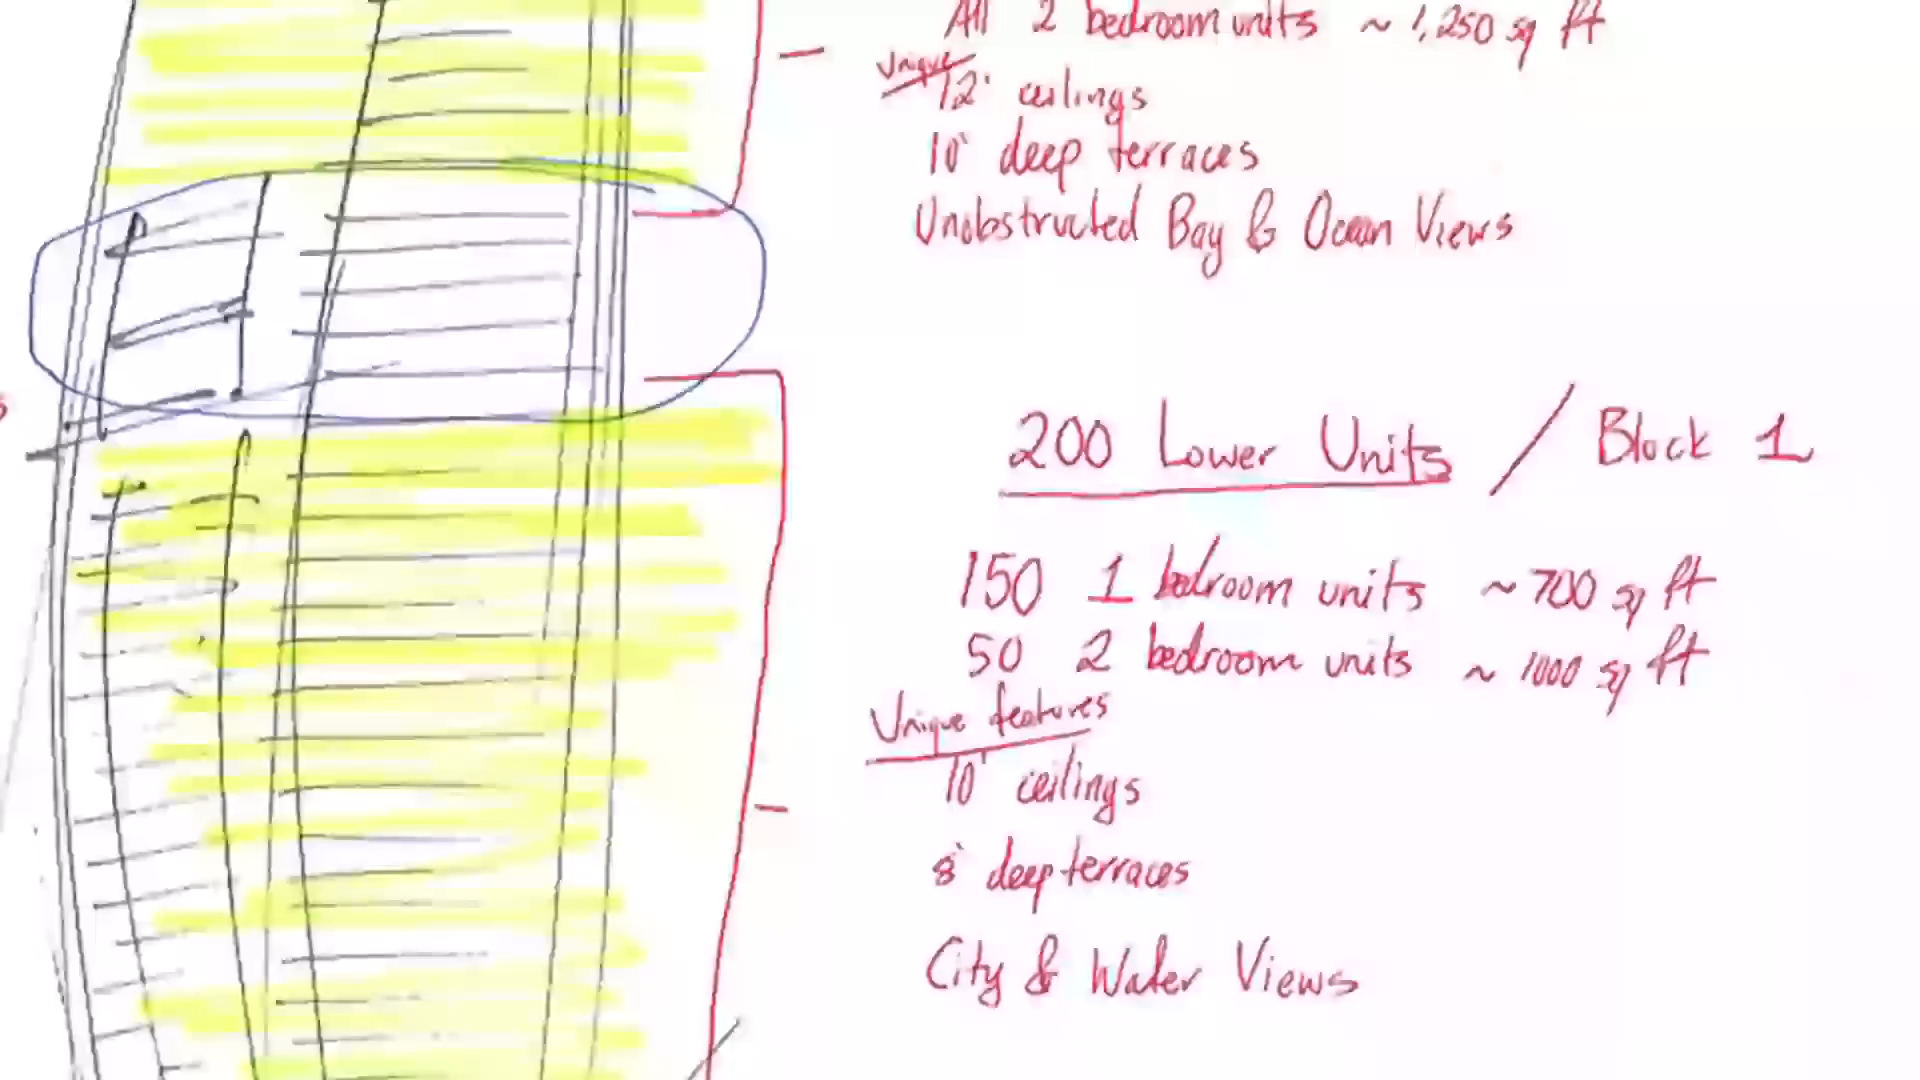 All 2 bedroom units ~ 1,250 sq ft
Unique
12' ceilings
10' deep terraces
Unobstructed Bay & Ocean Views
200 Lower Units / Block 1
150 1 bedroom units ~ 700 sq ft
50 2 bedroom units ~ 1000 sq ft
Unique features
10' ceilings
8' deep terraces
City & Water Views